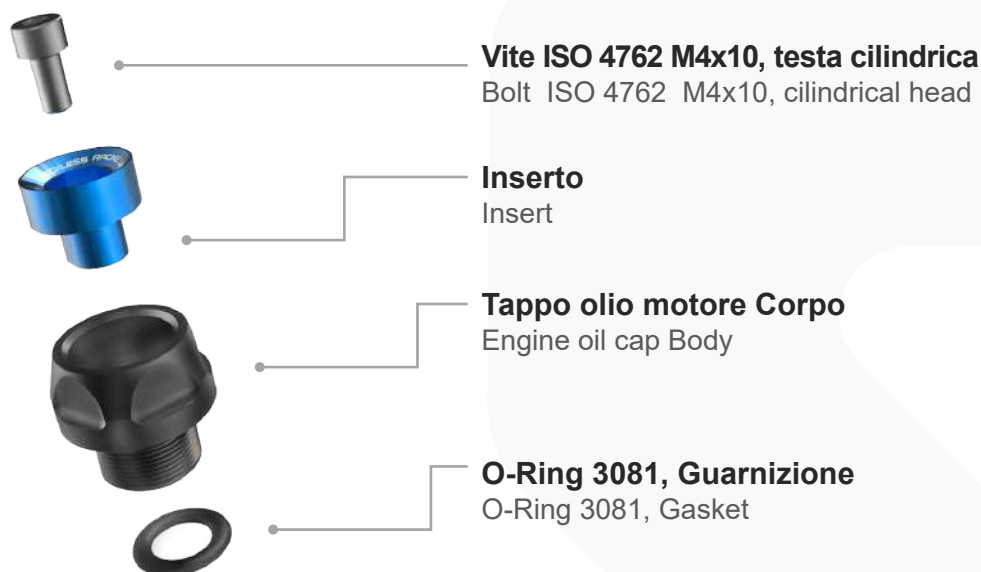 Vite ISO 4762 M4x10, testa cilindrica
Bolt ISO 4762 M4x10, cilindrical head
Inserto
Insert
Tappo olio motore Corpo
Engine oil cap Body
O-Ring 3081, Guarnizione
O-Ring 3081, Gasket